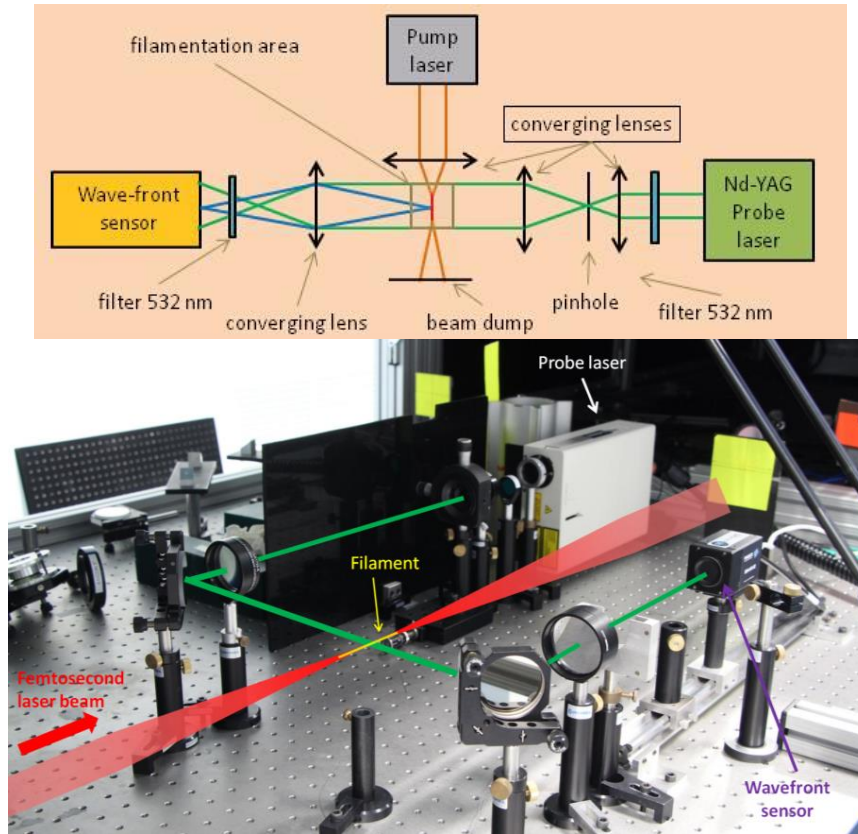 filamentation area
Pump
laser
converging lenses
Wave-front
sensor
Nd-YAG
Probe
laser
filter 532 nm
converging lens
beam dump
pinhole
filter 532 nm
Probe laser
Filament
Femtosecond
laser beam
Wavefront
sensor